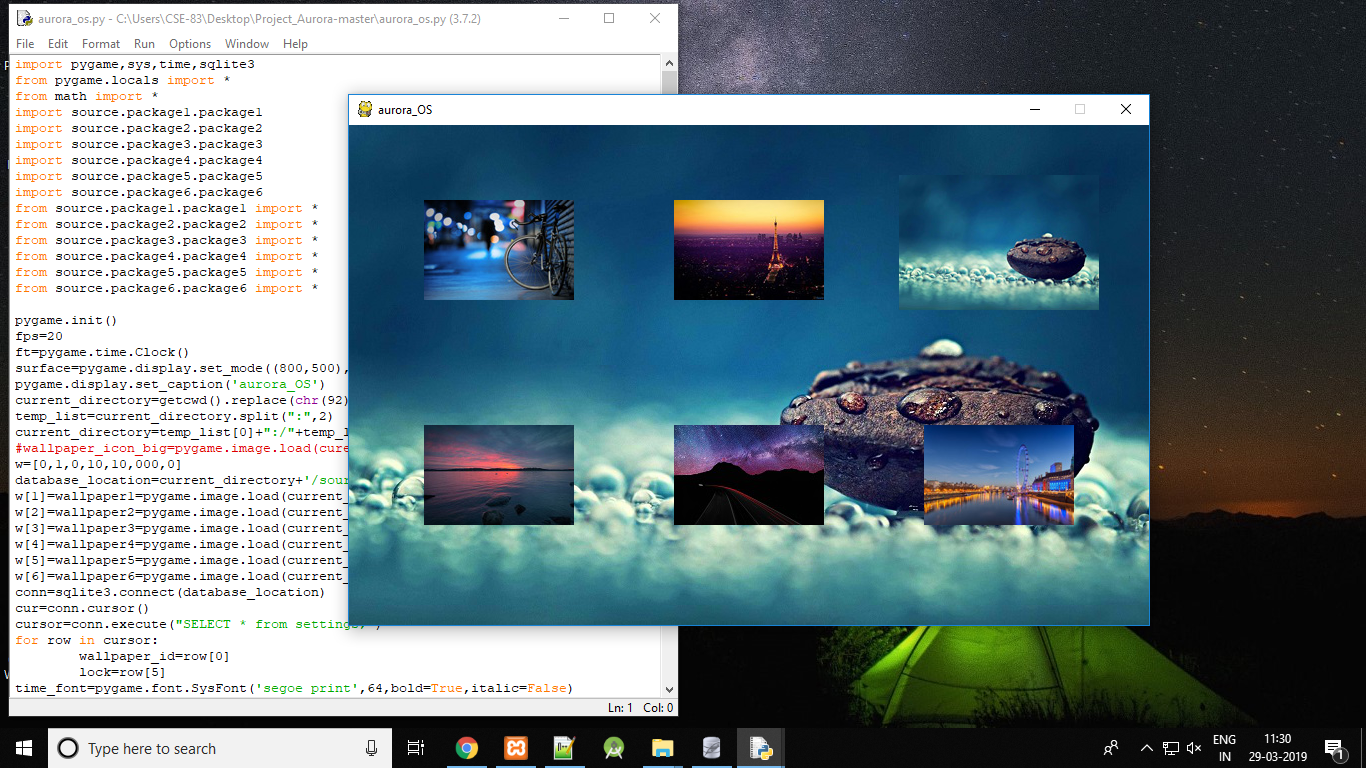 aurora_os.py - C:\Users\CSE-83\Desktop\Project_Aurora-master\aurora_os.py (3.7.2)
File Edit Format Run Options Window Help
import pygame,sys,time,sqlite3
from pygame.locals import *
from math import *
import source.package1.package1
import source.package2.package2
import source.package3.package3
import source.package4.package4
import source.package5.package5
import source.package6.package6
from source.package1.package1 import *
from source.package2.package2 import *
from source.package3.package3 import *
from source.package4.package4 import *
from source.package5.package5 import *
from source.package6.package6 import *
pygame.init()
fps=20
ft=pygame.time.Clock()
surface=pygame.display.set_mode((800,500),
pygame.display.set_caption('aurora_OS')
current_directory=getcwd().replace(chr(92)
temp_list=current_directory.split(":",2)
current_directory=temp_list[0]+":/"+temp_l
#wallpaper_icon_big=pygame.image.load(cure
w=[0,1,0,10,10,000,0]
database_location=current_directory+'/sour
w[1]=wallpaper1=pygame.image.load(current_
w[2]=wallpaper2=pygame.image.load(current_
w[3]=wallpaper3=pygame.image.load(current_
w[4]=wallpaper4=pygame.image.load(current_
w[5]=wallpaper5=pygame.image.load(current_
w[6]=wallpaper6=pygame.image.load(current_
conn=sqlite3.connect(database_location)
cur=conn.cursor()
cursor=conn.execute("SELECT * from settings;")
for row in cursor:
wallpaper_id=row[0]
lock=row[5]
time_font=pygame.font.SysFont('segoe print',64,bold=True,italic=False)
Ln: 1 Col: 0
aurora_OS
Type here to search
ENG
IN
11:30
29-03-2019
1